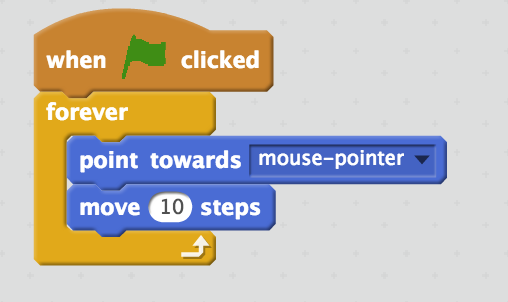 when clicked
forever
point towards mouse-pointer
move 10 steps